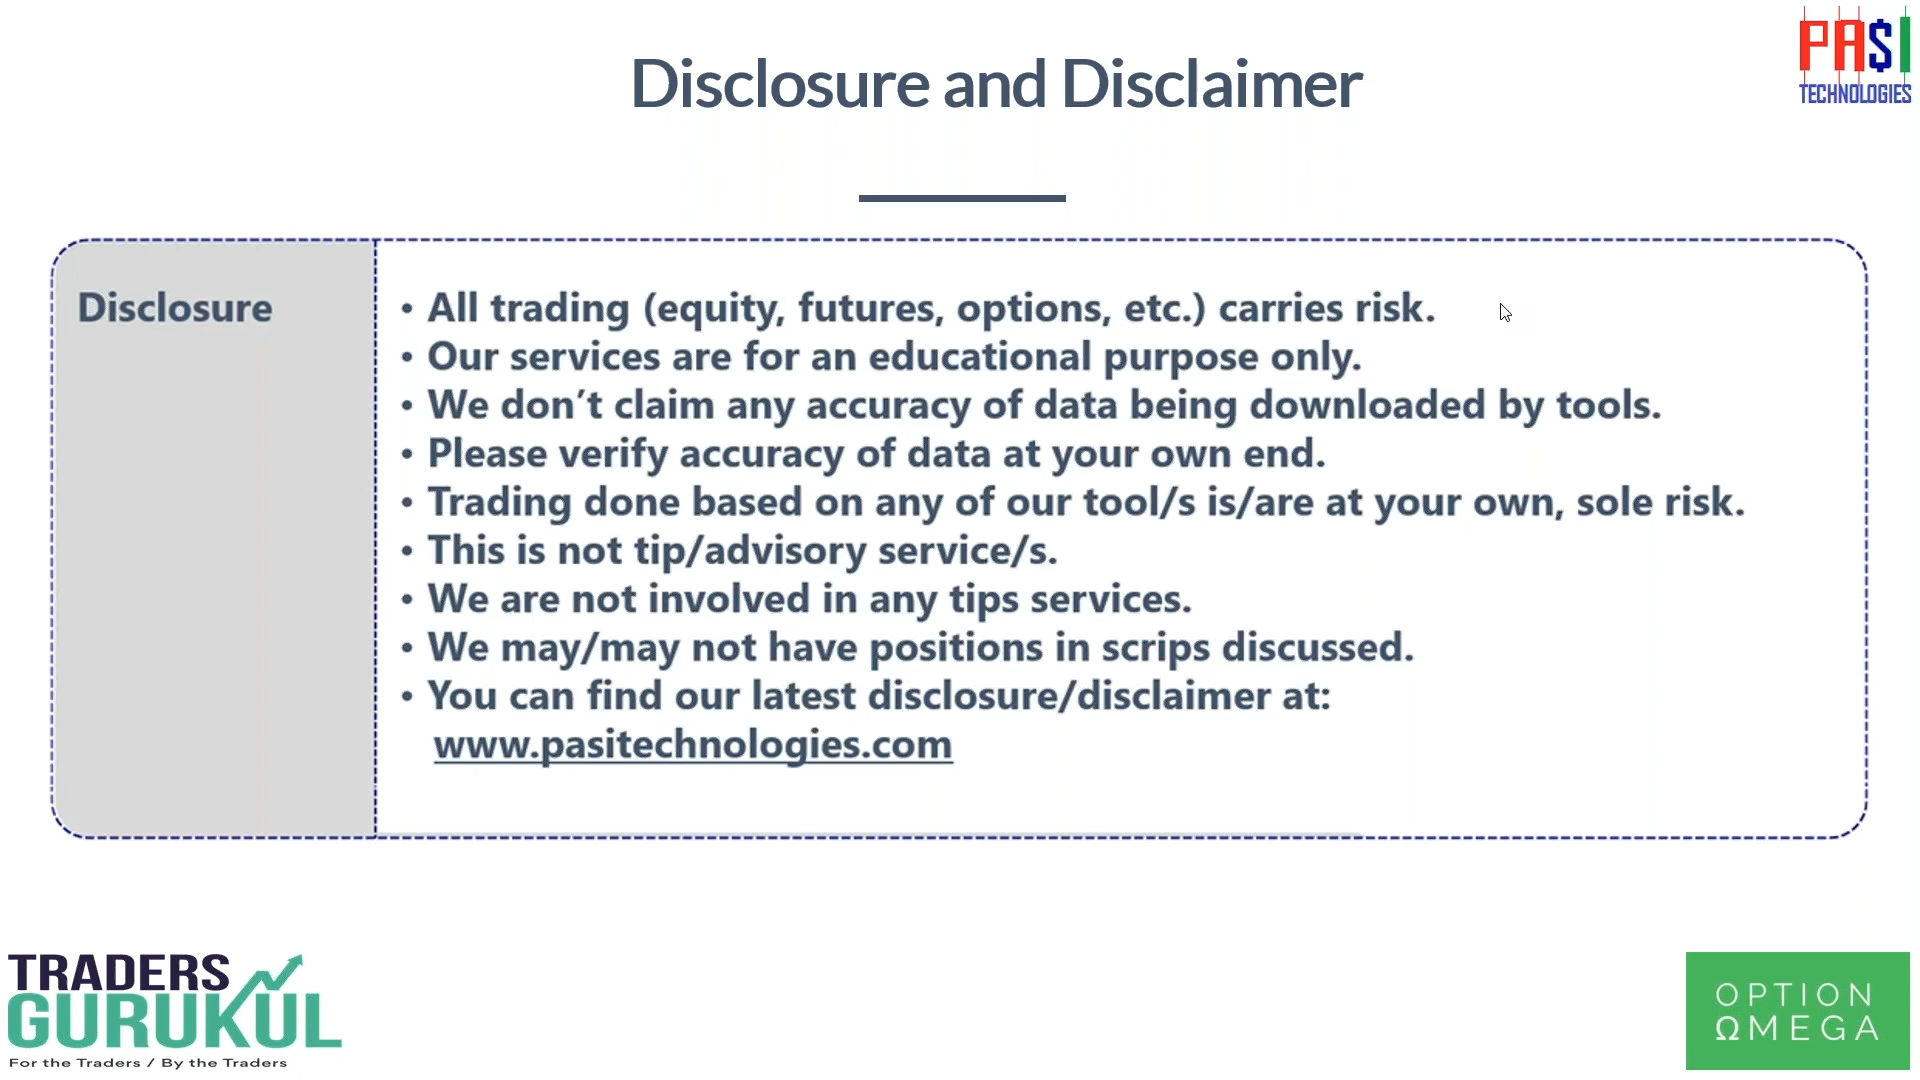 Disclosure and Disclaimer
PA$I
TECHNOLOGIES
Disclosure
• All trading (equity, futures, options, etc.) carries risk.
• Our services are for an educational purpose only.
• We don’t claim any accuracy of data being downloaded by tools.
• Please verify accuracy of data at your own end.
• Trading done based on any of our tool/s is/are at your own, sole risk.
• This is not tip/advisory service/s.
• We are not involved in any tips services.
• We may/may not have positions in scrips discussed.
• You can find our latest disclosure/disclaimer at:
www.pasitechnologies.com
TRADERS
GURUKUL
For the Traders / By the Traders
OPTION
ΩMEGA